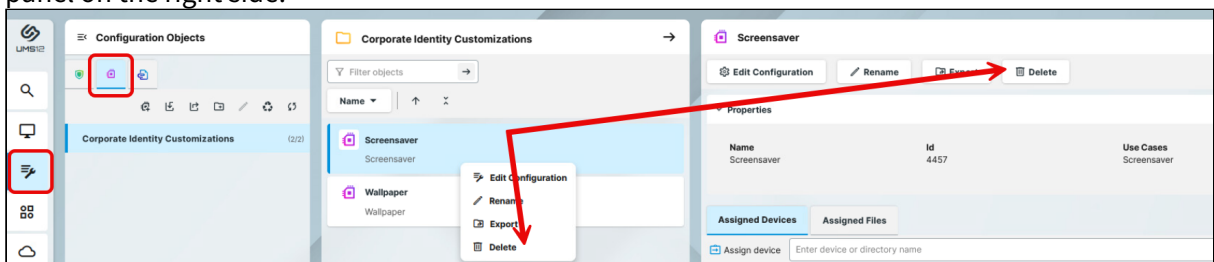 panel on the right side.
UMS12
Configuration Objects
Corporate Identity Customizations (2/2)
Corporate Identity Customizations
Filter objects
Name
Screensaver
Screensaver
Wallpaper
Wallpaper
Edit Configuration
Rename
Export
Delete
Screensaver
Edit Configuration Rename Export Delete
Properties
Name Id Use Cases
Screensaver 4457 Screensaver
Assigned Devices Assigned Files
Assign device Enter device or directory name